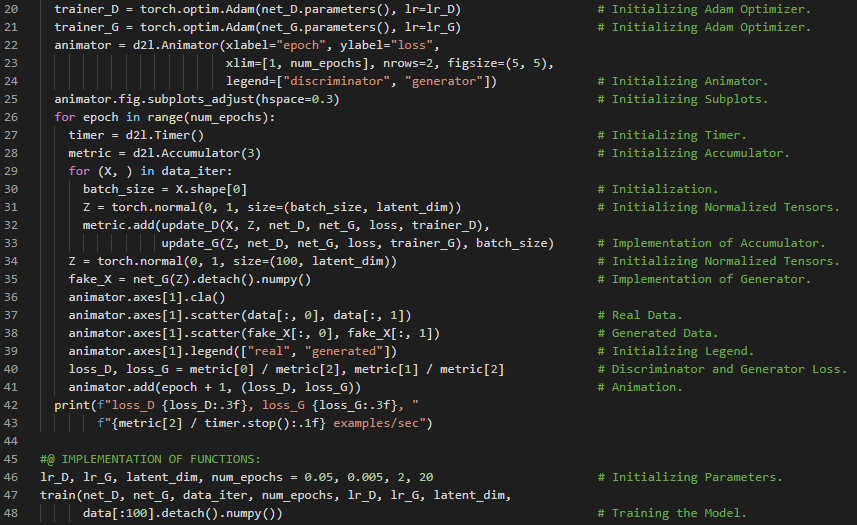 20 trainer_D = torch.optim.Adam(net_D.parameters(), lr=lr_D) # Initializing Adam Optimizer.
21 trainer_G = torch.optim.Adam(net_G.parameters(), lr=lr_G) # Initializing Adam Optimizer.
22 animator = d2l.Animator(xlabel="epoch", ylabel="loss",
23 xlim=[1, num_epochs], nrows=2, figsize=(5, 5),
24 legend=["discriminator", "generator"]) # Initializing Animator.
25 animator.fig.subplots_adjust(hspace=0.3) # Initializing Subplots.
26 for epoch in range(num_epochs):
27 timer = d2l.Timer() # Initializing Timer.
28 metric = d2l.Accumulator(3) # Initializing Accumulator.
29 for (X, ) in data_iter:
30 batch_size = X.shape[0] # Initialization.
31 Z = torch.normal(0, 1, size=(batch_size, latent_dim)) # Initializing Normalized Tensors.
32 metric.add(update_D(X, Z, net_D, net_G, loss, trainer_D),
33 update_G(Z, net_D, net_G, loss, trainer_G), batch_size) # Implementation of Accumulator.
34 Z = torch.normal(0, 1, size=(100, latent_dim)) # Initializing Normalized Tensors.
35 fake_X = net_G(Z).detach().numpy() # Implementation of Generator.
36 animator.axes[1].cla()
37 animator.axes[1].scatter(data[:, 0], data[:, 1]) # Real Data.
38 animator.axes[1].scatter(fake_X[:, 0], fake_X[:, 1]) # Generated Data.
39 animator.axes[1].legend(["real", "generated"]) # Initializing Legend.
40 loss_D, loss_G = metric[0] / metric[2], metric[1] / metric[2] # Discriminator and Generator Loss.
41 animator.add(epoch + 1, (loss_D, loss_G)) # Animation.
42 print(f"loss_D {loss_D:.3f}, loss_G {loss_G:.3f}, "
43 f"{metric[2] / timer.stop():.1f} examples/sec")
44
45 #@ IMPLEMENTATION OF FUNCTIONS:
46 lr_D, lr_G, latent_dim, num_epochs = 0.05, 0.005, 2, 20 # Initializing Parameters.
47 train(net_D, net_G, data_iter, num_epochs, lr_D, lr_G, latent_dim,
48 data[:100].detach().numpy()) # Training the Model.